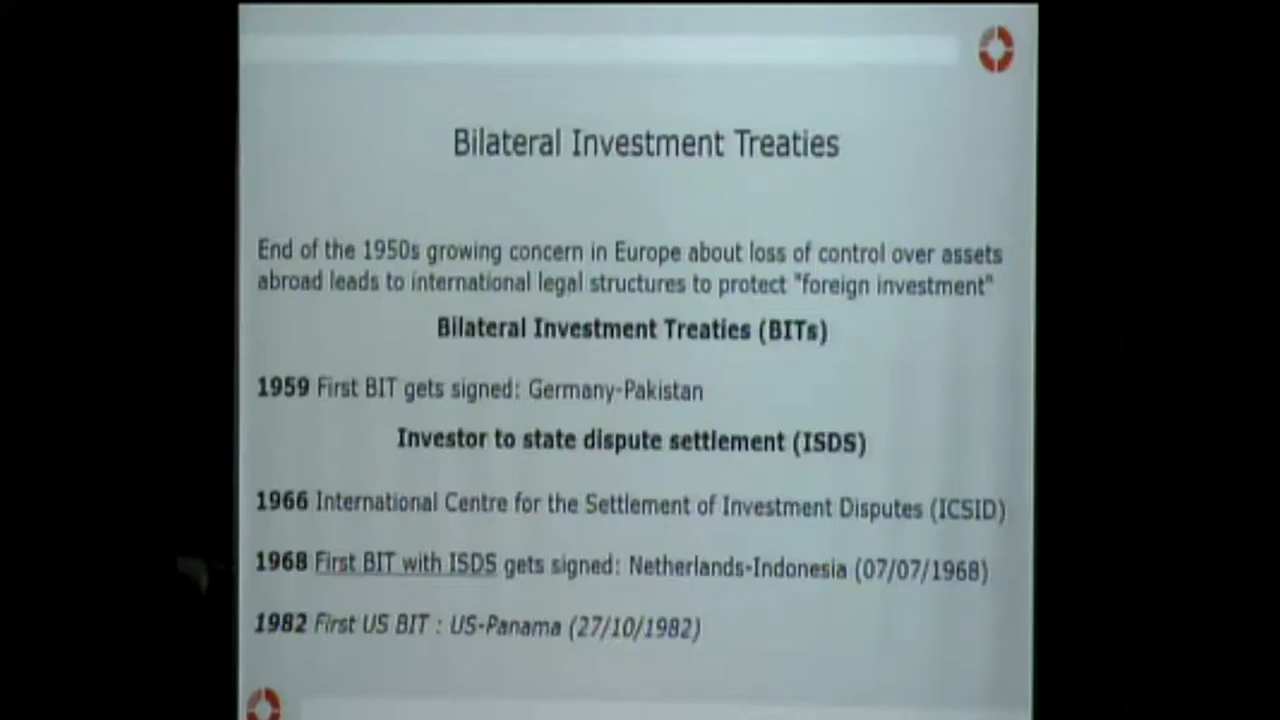 Bilateral Investment Treaties
End of the 1950s growing concern in Europe about loss of control over assets
abroad leads to international legal structures to protect "foreign investment"
Bilateral Investment Treaties (BITs)
1959 First BIT gets signed: Germany-Pakistan
Investor to state dispute settlement (ISDS)
1966 International Centre for the Settlement of Investment Disputes (ICSID)
1968 First BIT with ISDS gets signed: Netherlands-Indonesia (07/07/1968)
1982 First US BIT : US-Panama (27/10/1982)